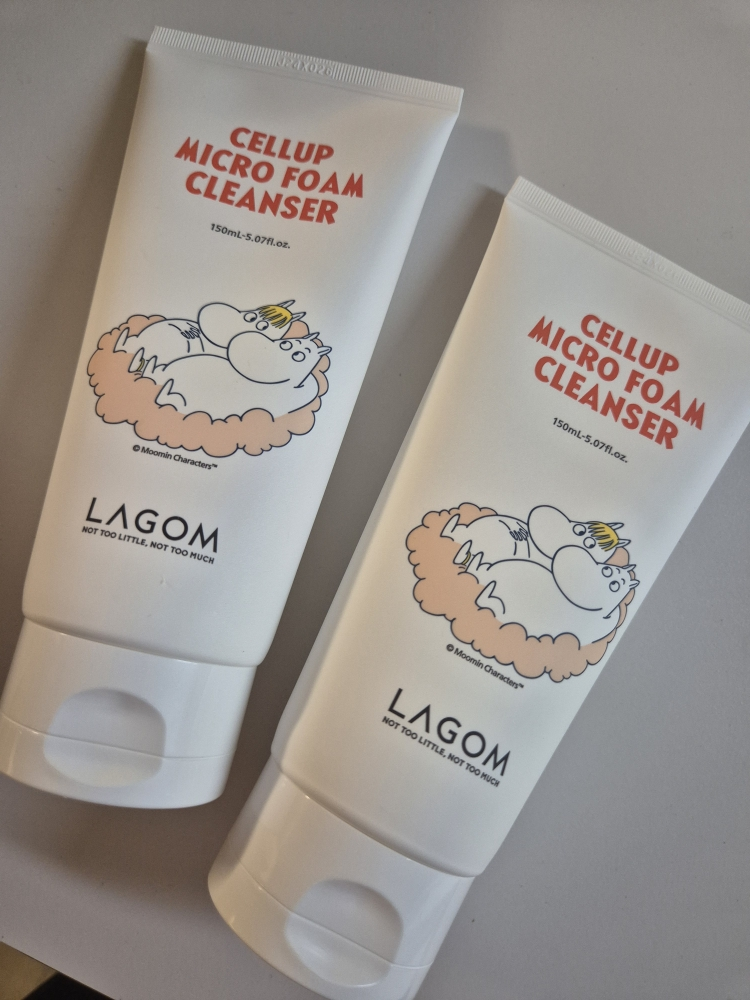 CELLUP
MICRO FOAM
CLEANSER
150mL-5.07fl.oz.
© Moomin Characters™
LAGOM
NOT TOO LITTLE, NOT TOO MUCH
CELLUP
MICRO FOAM
CLEANSER
150mL-5.07fl.oz.
© Moomin Characters™
LAGOM
NOT TOO LITTLE, NOT TOO MUCH